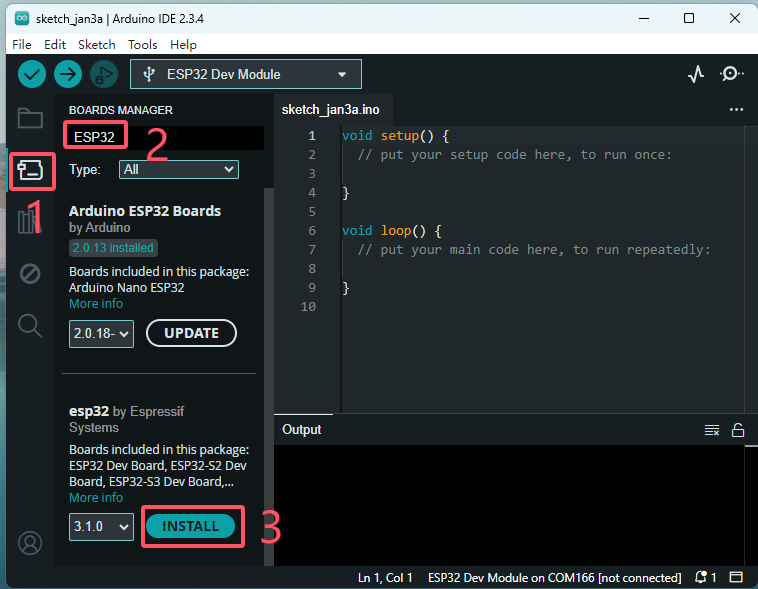 sketch_jan3a | Arduino IDE 2.3.4
File Edit Sketch Tools Help
ESP32 Dev Module
BOARDS MANAGER
ESP32
2
Type: All
1
Arduino ESP32 Boards
by Arduino
2.0.13 installed
Boards included in this package:
Arduino Nano ESP32
More info
2.0.18- UPDATE
esp32 by Espressif
Systems
Boards included in this package:
ESP32 Dev Board, ESP32-S2 Dev
Board, ESP32-S3 Dev Board,...
More info
3.1.0 INSTALL 3
sketch_jan3a.ino
1 void setup() {
2 // put your setup code here, to run once:
3
4 }
5
6 void loop() {
7 // put your main code here, to run repeatedly:
8
9 }
10
Output
Ln 1, Col 1 ESP32 Dev Module on COM166 [not connected] 1